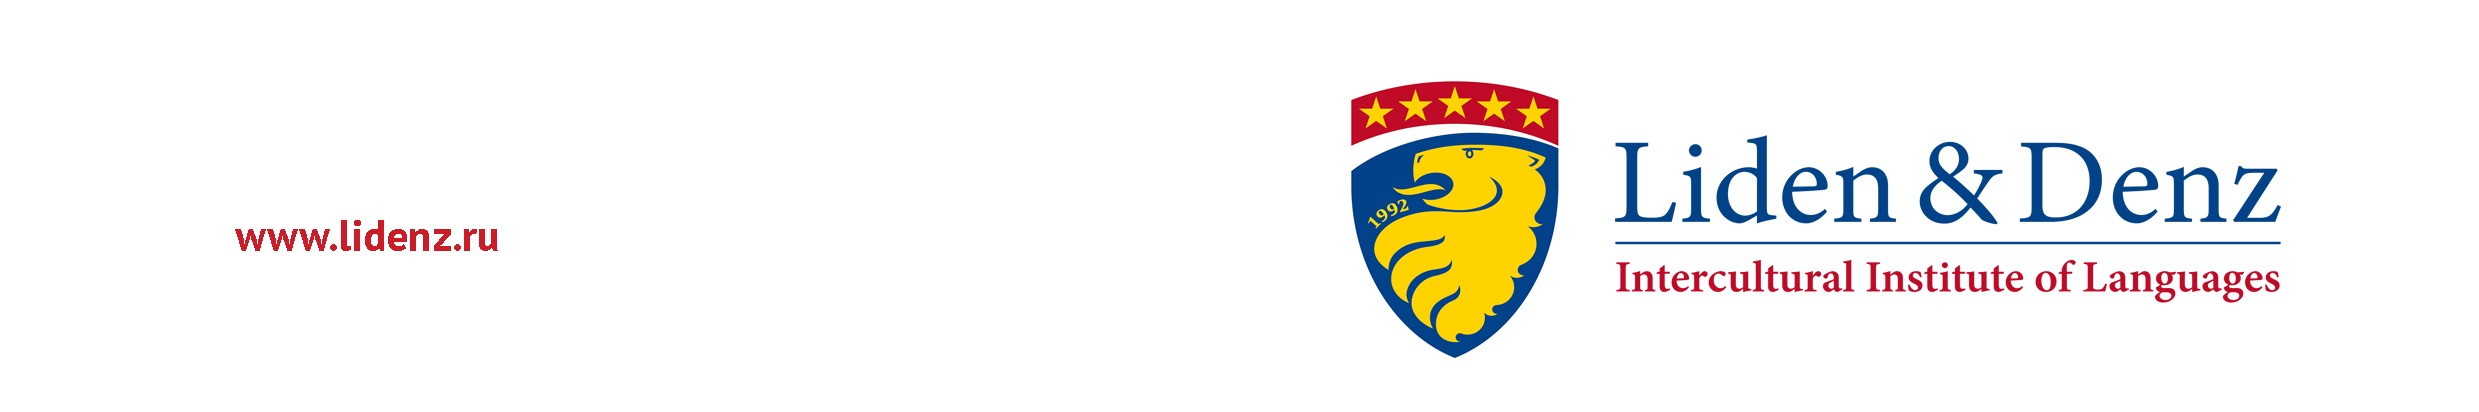 www.lidenz.ru
1992
Liden & Denz
Intercultural Institute of Languages